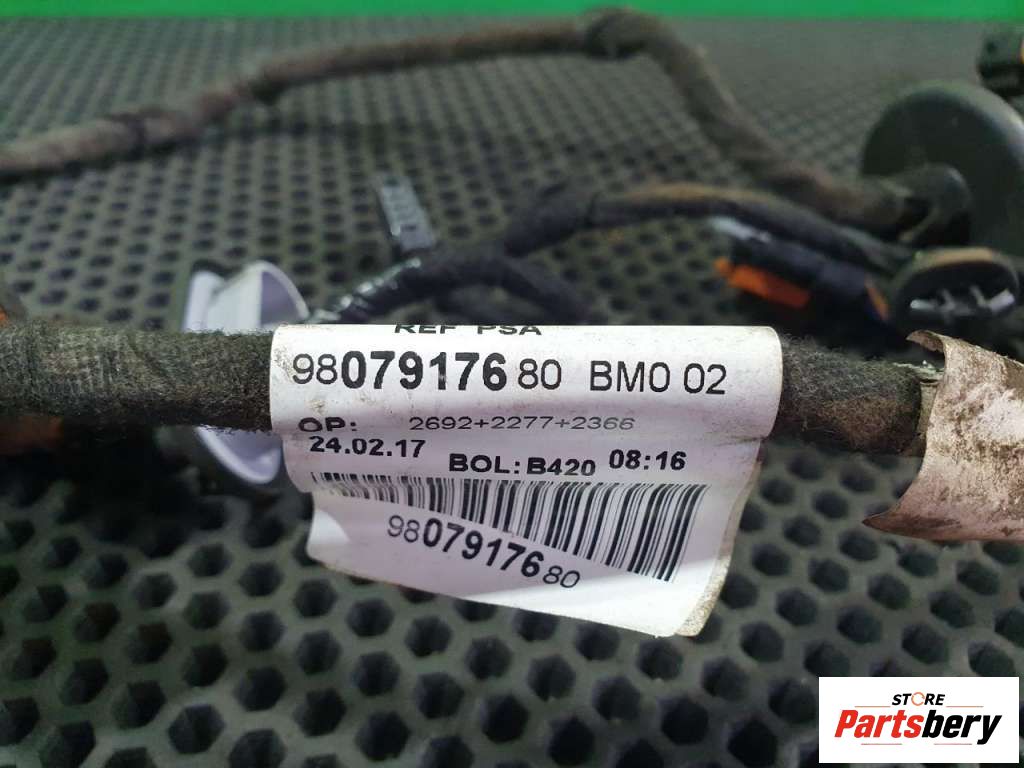 REF PSA
9807917680 BM0 02
OP: 2692+2277+2366
24.02.17 BOL:B420 08:16
9807917680
STORE
Partsbery